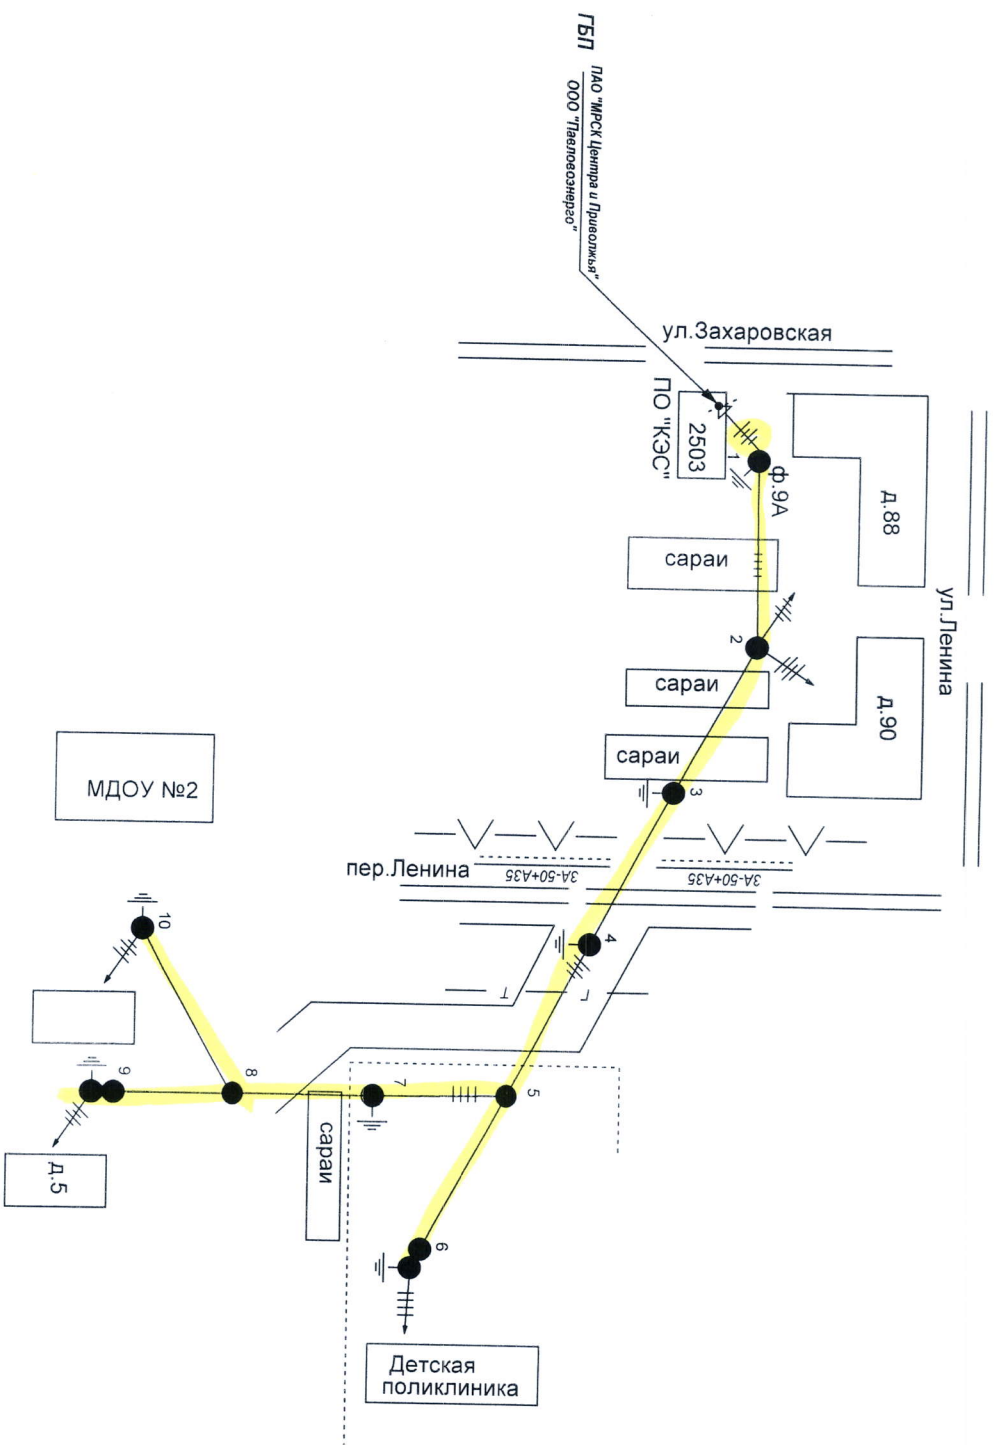 ГБП
ПАО "МРСК Центра и Приволжья"
ООО "Павловоэнерго"
ул.Захаровская
ПО "КЭС"
2503
1
ф.9А
д.88
сараи
ул.Ленина
2
сараи
д.90
сараи
3
МДОУ №2
пер.Ленина
3А-50+А35
3А-50+А35
10
4
Т
Г
9
8
7
5
сараи
д.5
6
Детская
поликлиника